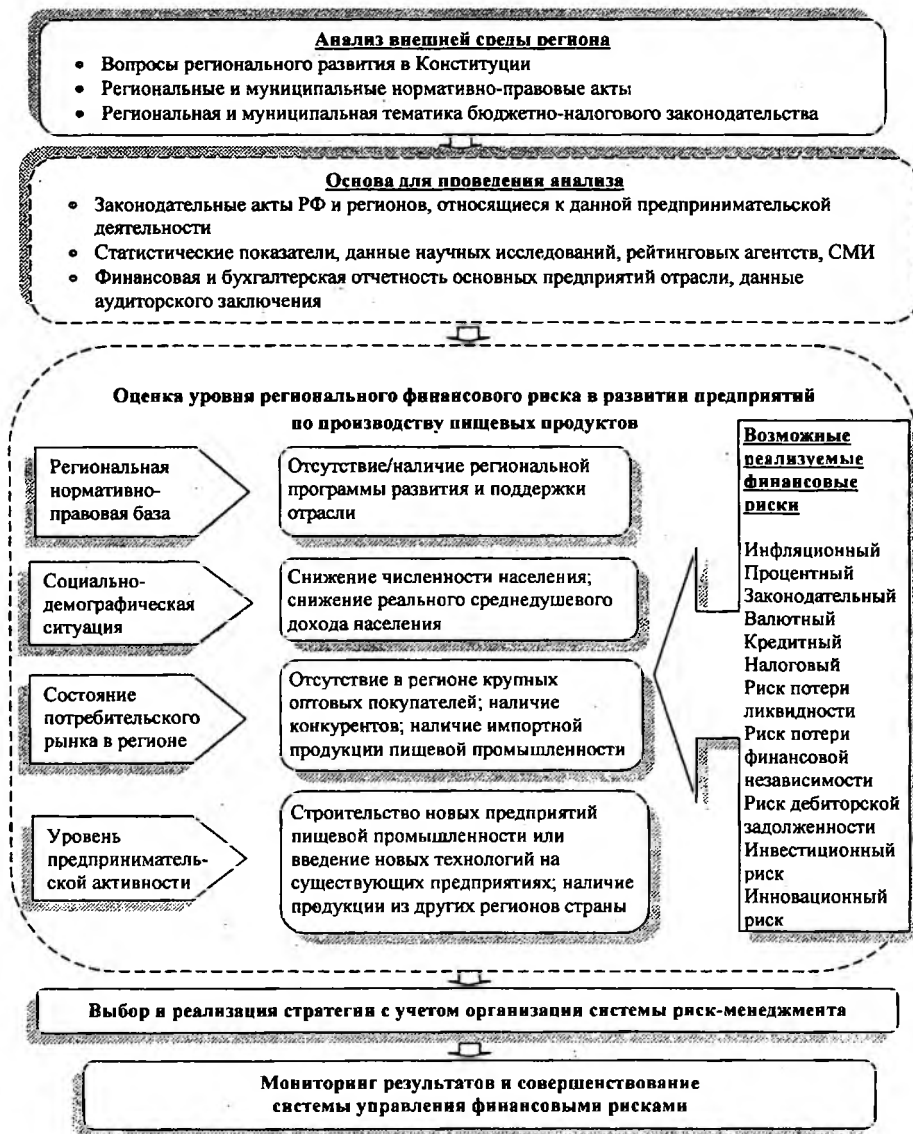 Анализ внешней среды региона
• Вопросы регионального развития в Конституции
• Региональные и муниципальные нормативно-правовые акты
• Региональная и муниципальная тематика бюджетно-налогового законодательства
Основа для проведения анализа
• Законодательные акты РФ и регионов, относящиеся к данной предпринимательской
деятельности
• Статистические показатели, данные научных исследований, рейтинговых агентств, СМИ
• Финансовая и бухгалтерская отчетность основных предприятий отрасли, данные
аудиторского заключения
Оценка уровня регионального финансового риска в развитии предприятий
по производству пищевых продуктов
Региональная
нормативно-
правовая база
Отсутствие/наличие региональной
программы развития и поддержки
отрасли
Социально-
демографическая
ситуация
Снижение численности населения;
снижение реального среднедушевого
дохода населения
Состояние
потребительского
рынка в регионе
Отсутствие в регионе крупных
оптовых покупателей; наличие
конкурентов; наличие импортной
продукции пищевой промышленности
Уровень
предприниматель-
ской активности
Строительство новых предприятий
пищевой промышленности или
введение новых технологий на
существующих предприятиях; наличие
продукции из других регионов страны
Возможные
реализуемые
финансовые
риски
Инфляционный
Процентный
Законодательный
Валютный
Кредитный
Налоговый
Риск потери
ликвидности
Риск потери
финансовой
независимости
Риск дебиторской
задолженности
Инвестиционный
риск
Инновационный
риск
Выбор и реализация стратегии с учетом организации системы риск-менеджмента
Мониторинг результатов и совершенствование
системы управления финансовыми рисками